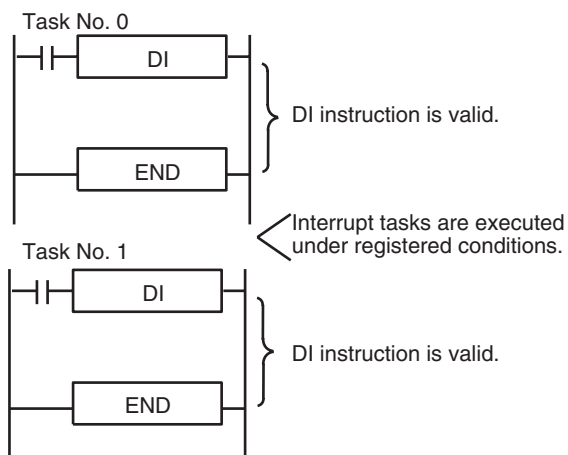 Task No. 0
DI
DI instruction is valid.
END
Interrupt tasks are executed
under registered conditions.
Task No. 1
DI
DI instruction is valid.
END